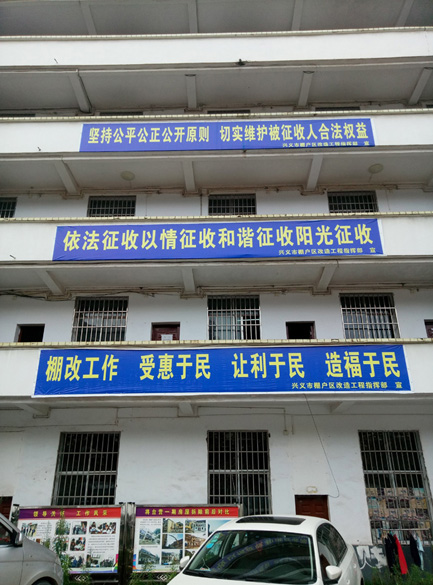 坚持公平公正公开原则 切实维护被征收人合法权益
兴义市棚户区改造工程指挥部 宣
依法征收以情征收和谐征收阳光征收
兴义市棚户区改造工程指挥部 宣
棚改工作 受惠于民 让利于民 造福于民
兴义市棚户区改造工程指挥部 宣